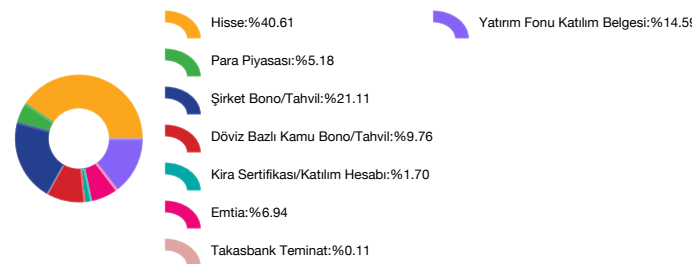 Hisse:%40.61
Para Piyasası:%5.18
Şirket Bono/Tahvil:%21.11
Döviz Bazlı Kamu Bono/Tahvil:%9.76
Kira Sertifikası/Katılım Hesabı:%1.70
Emtia:%6.94
Takasbank Teminat:%0.11
Yatırım Fonu Katılım Belgesi:%14.59